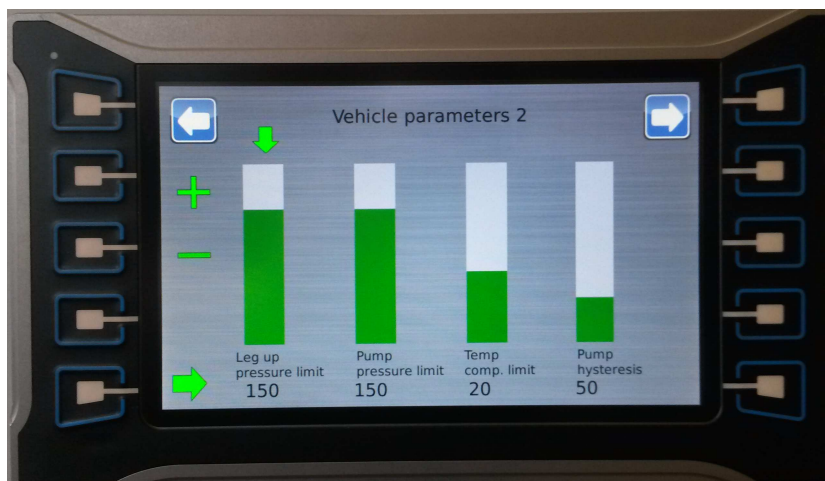 Vehicle parameters 2
Leg up
pressure limit
150
Pump
pressure limit
150
Temp
comp. limit
20
Pump
hysteresis
50